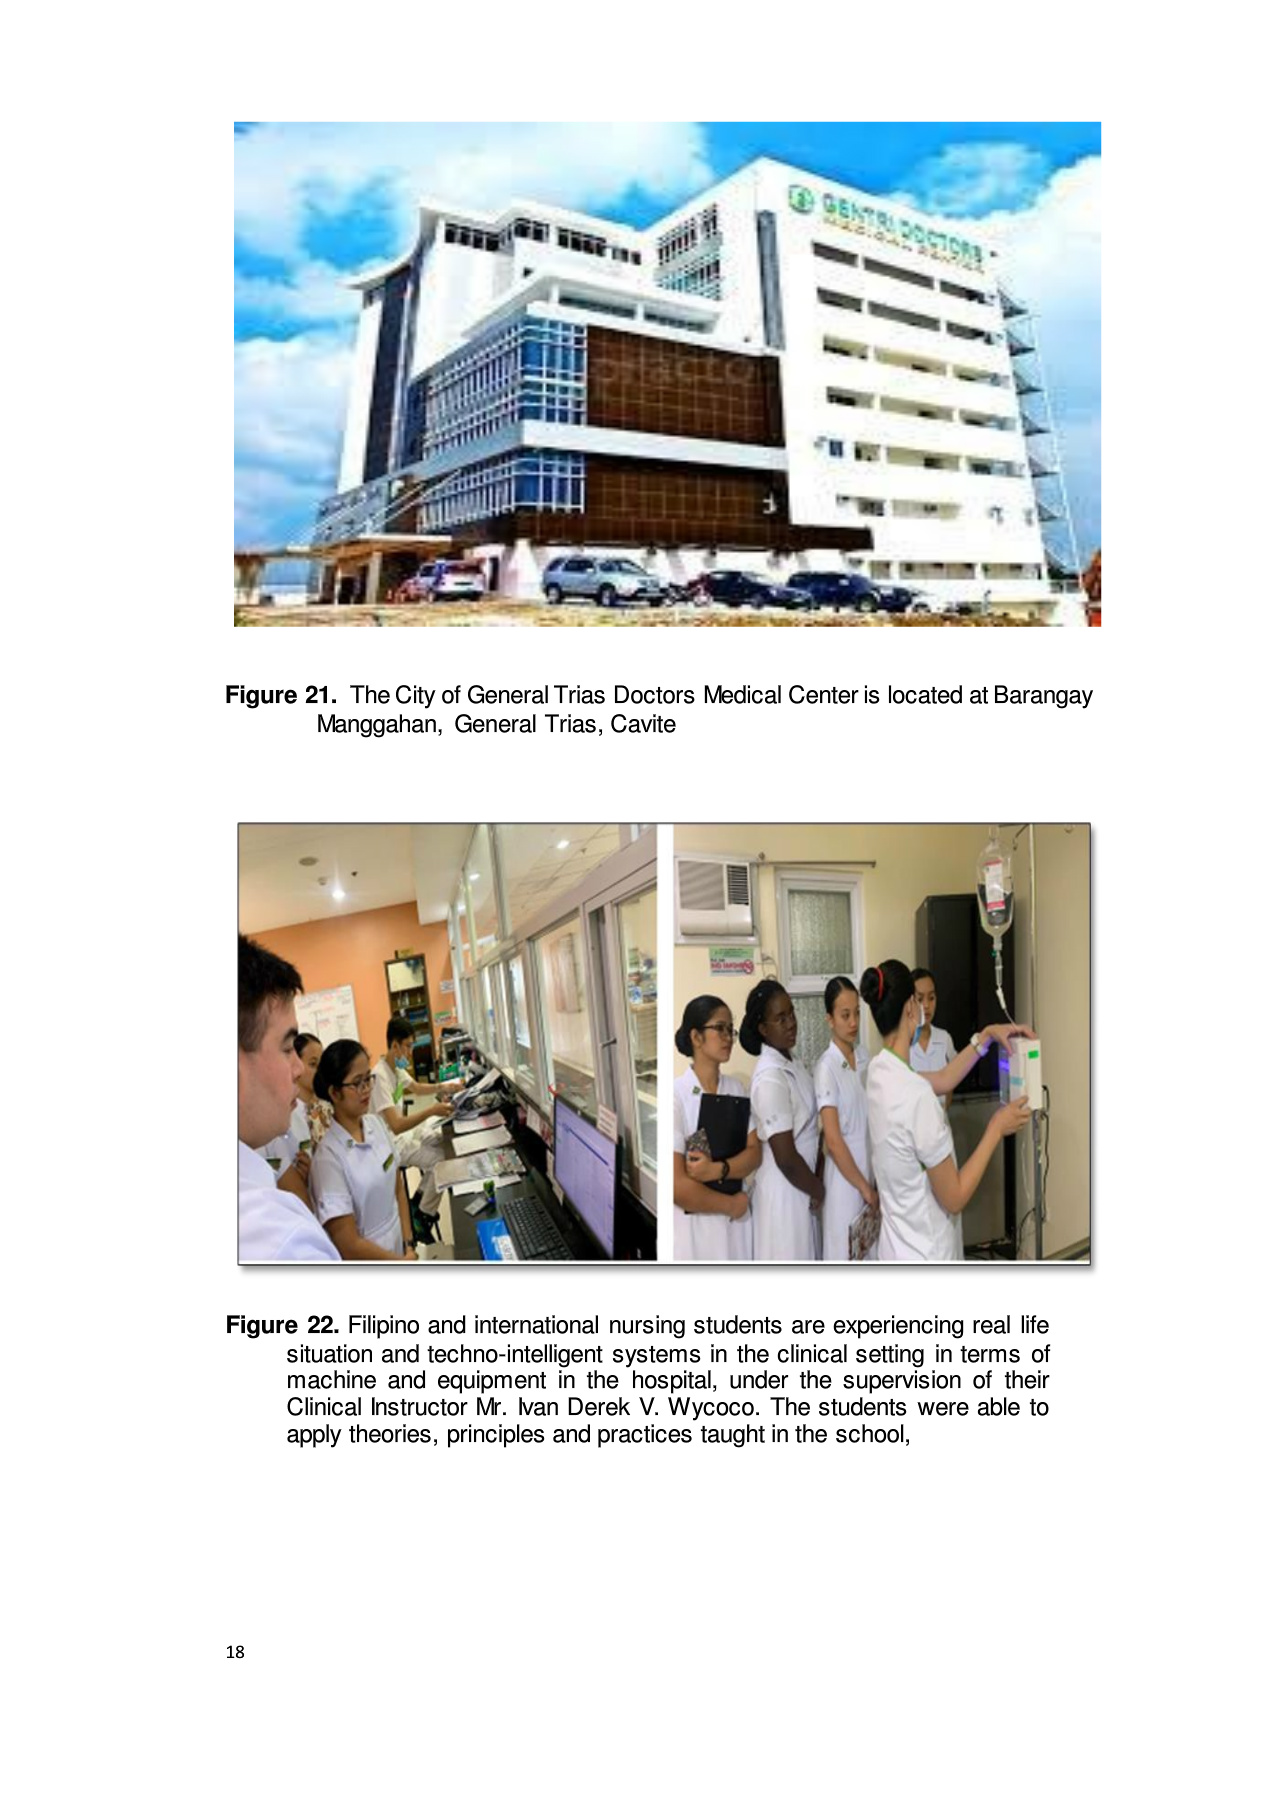 GENTRI DOCTORS
MEDICAL CENTER
Figure 21. The City of General Trias Doctors Medical Center is located at Barangay
Manggahan, General Trias, Cavite
Figure 22. Filipino and international nursing students are experiencing real life
situation and techno-intelligent systems in the clinical setting in terms of
machine and equipment in the hospital, under the supervision of their
Clinical Instructor Mr. Ivan Derek V. Wycoco. The students were able to
apply theories, principles and practices taught in the school,
18